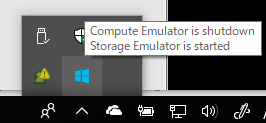 Compute Emulator is shutdown
Storage Emulator is started